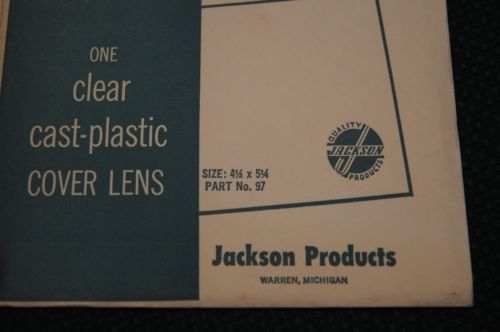 ONE
clear
cast-plastic
COVER LENS
QUALITY
JACKSON
PRODUCTS
SIZE: 4½ x 5¼
PART No. 97
Jackson Products
WARREN, MICHIGAN